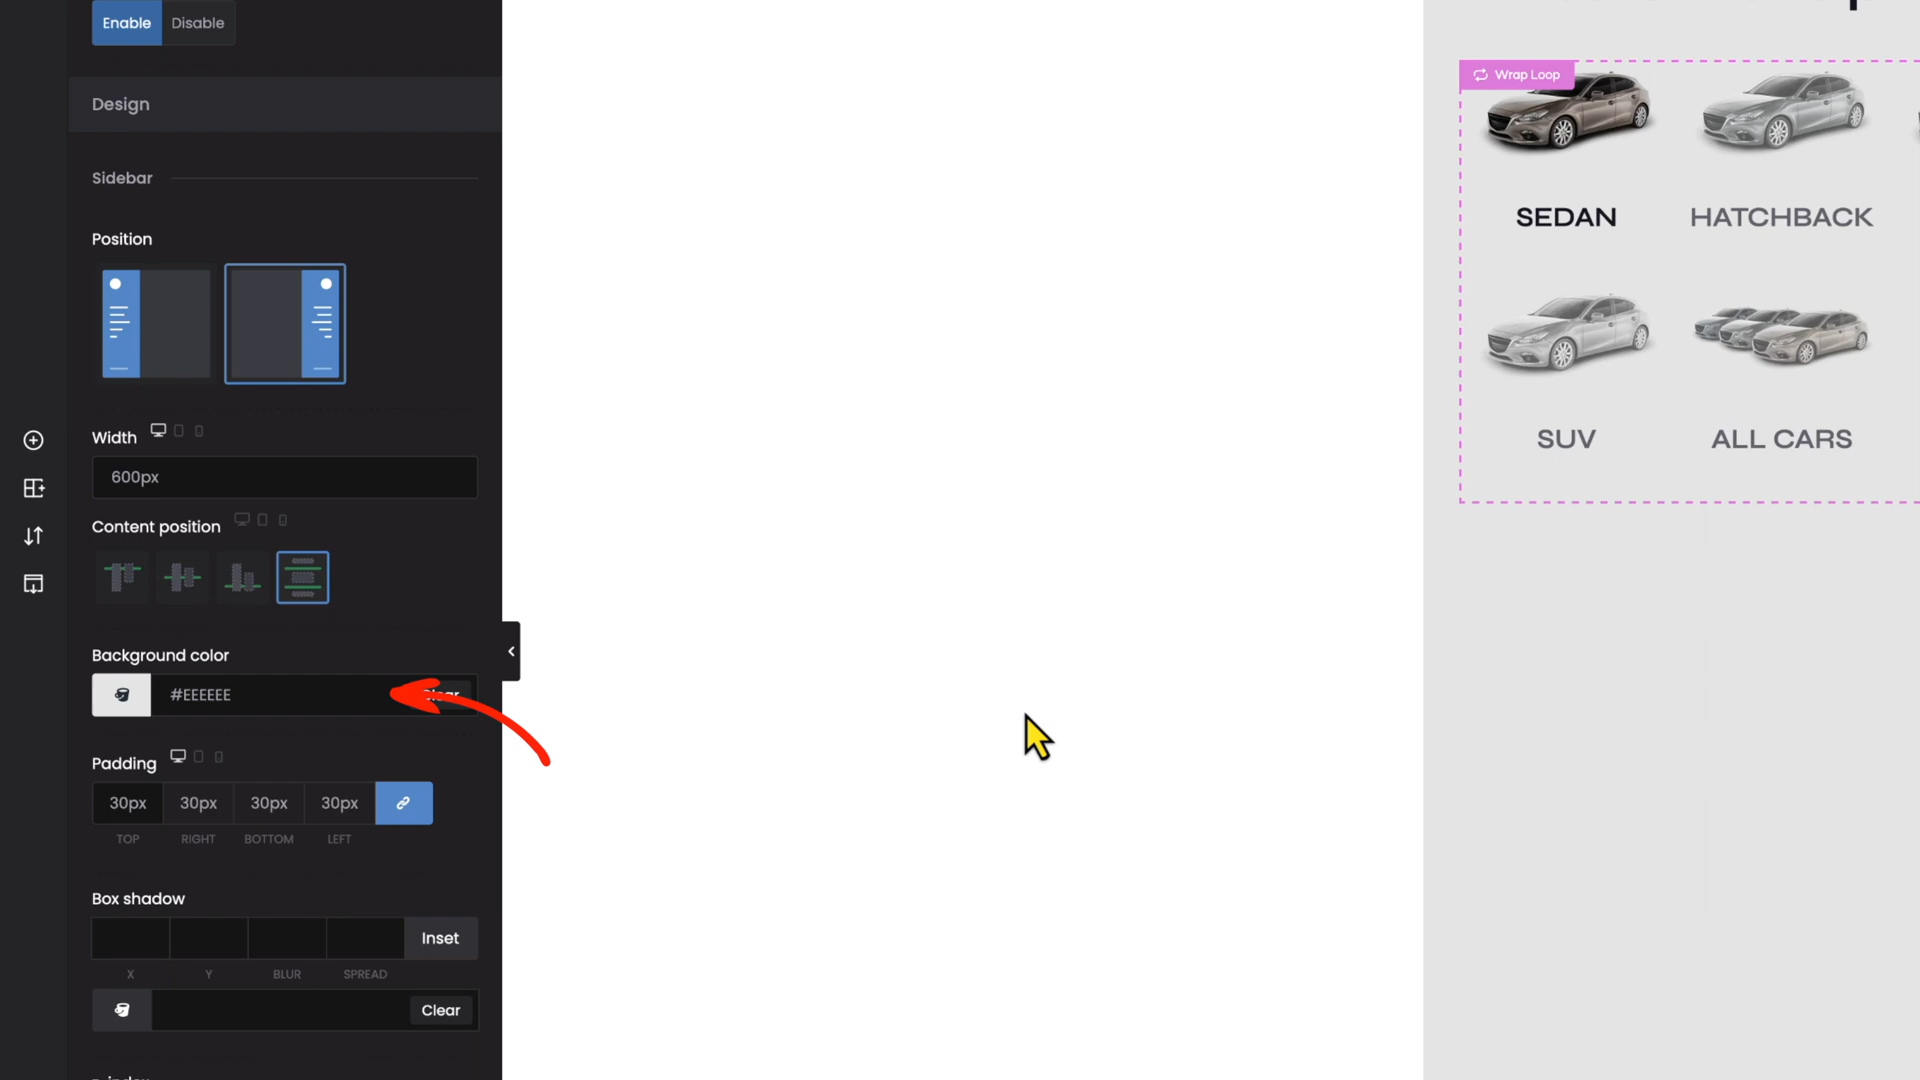 Enable
Disable
Design
Sidebar
Position
Width
600px
Content position
Background color
#EEEEEE
Padding
30px
30px
30px
30px
TOP
RIGHT
BOTTOM
LEFT
Box shadow
Inset
X
Y
BLUR
SPREAD
Clear
Wrap Loop
SEDAN
HATCHBACK
SUV
ALL CARS